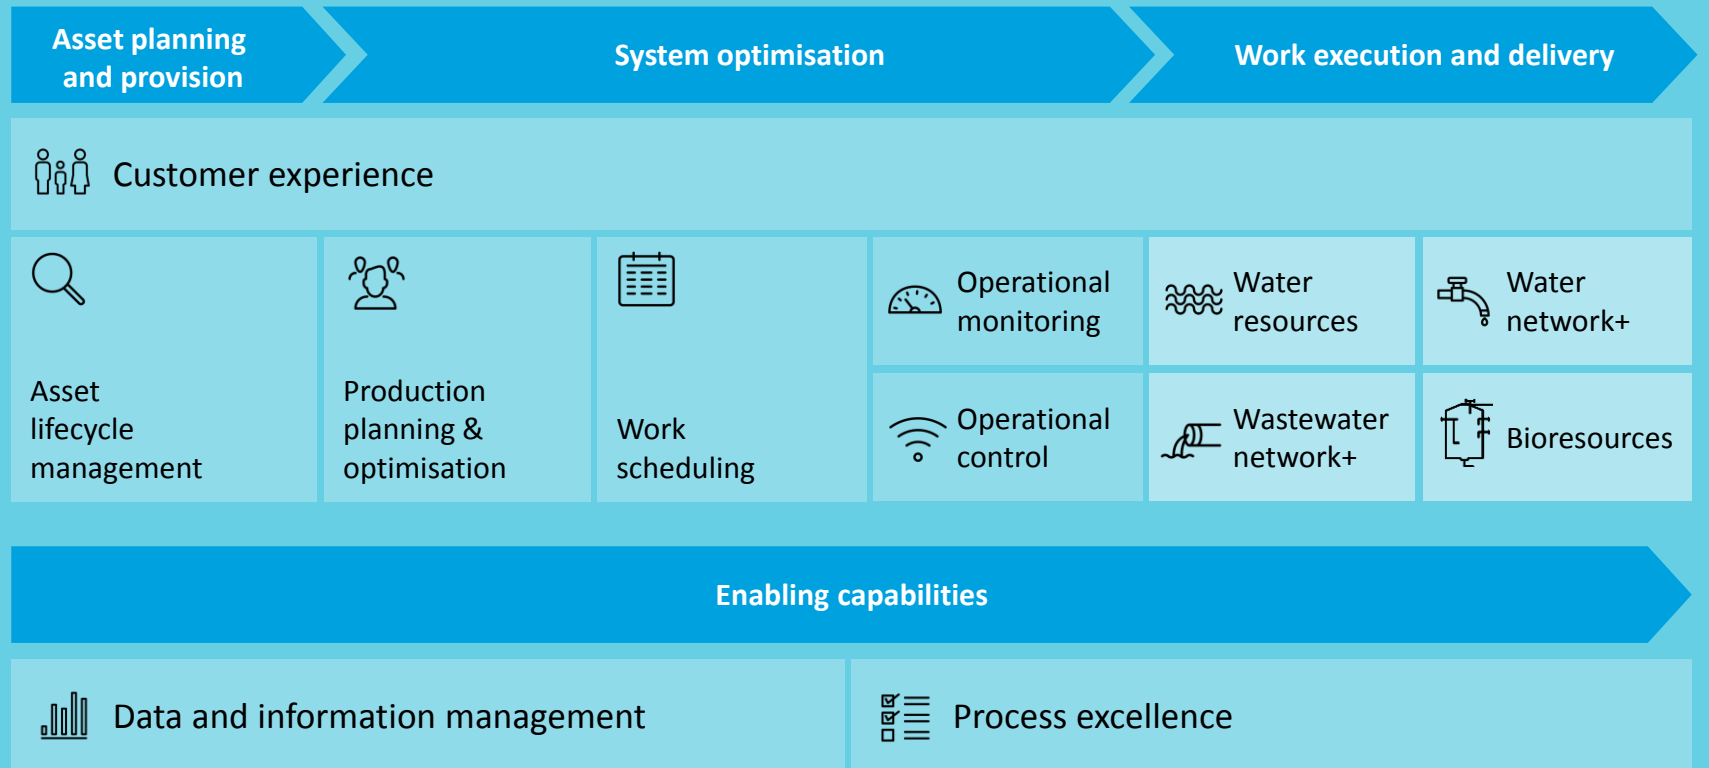 Asset planning
and provision
System optimisation
Work execution and delivery
Customer experience
Asset
lifecycle
management
Production
planning &
optimisation
Work
scheduling
Operational
monitoring
Operational
control
Water
resources
Water
network+
Wastewater
network+
Bioresources
Enabling capabilities
Data and information management
Process excellence